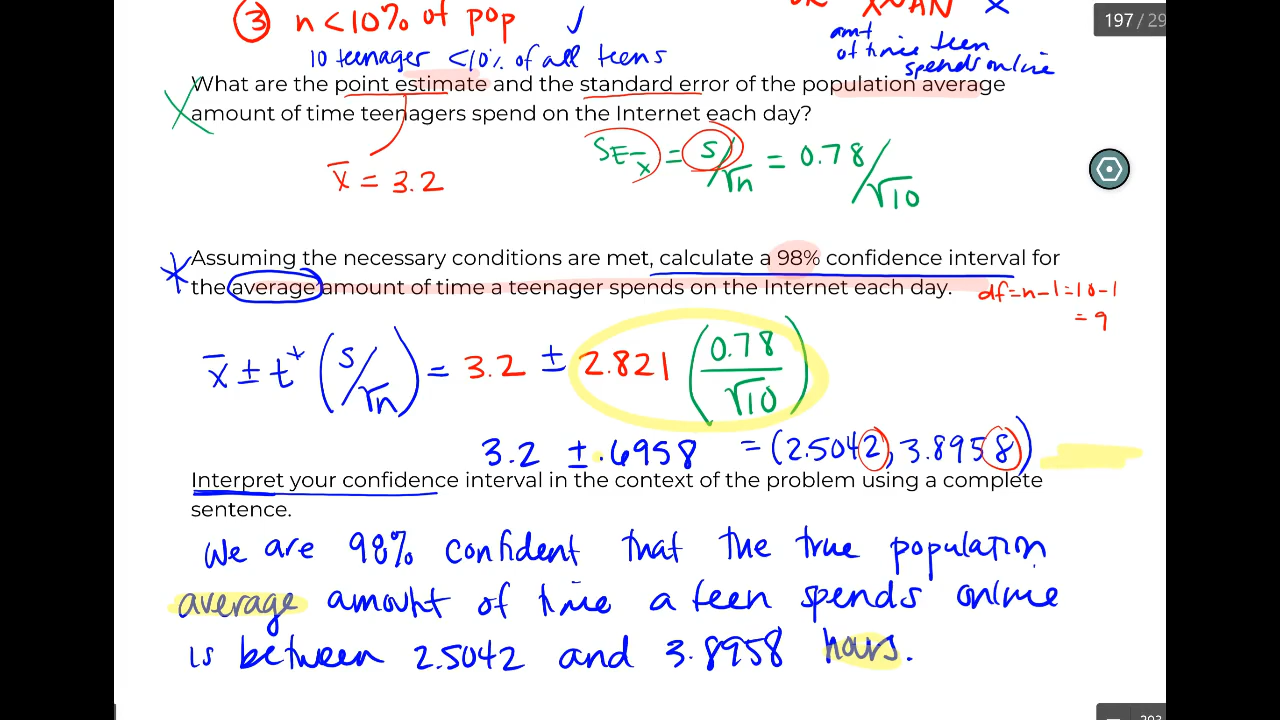 ③ n < 10% of pop ✓
197 / 29
10 teenager < 10% of all teens
amt
of time teen
spends online
What are the point estimate and the standard error of the population average
amount of time teenagers spend on the Internet each day?
x̄ = 3.2
SE_x̄ = s/√n = 0.78/√10
Assuming the necessary conditions are met, calculate a 98% confidence interval for
the average amount of time a teenager spends on the Internet each day.
df = n - 1 = 10 - 1
= 9
x̄ ± t* (s/√n) = 3.2 ± 2.821 (0.78/√10)
3.2 ± .6958 = (2.5042, 3.8958)
Interpret your confidence interval in the context of the problem using a complete
sentence.
We are 98% confident that the true population
average amount of time a teen spends online
is between 2.5042 and 3.8958 hours.